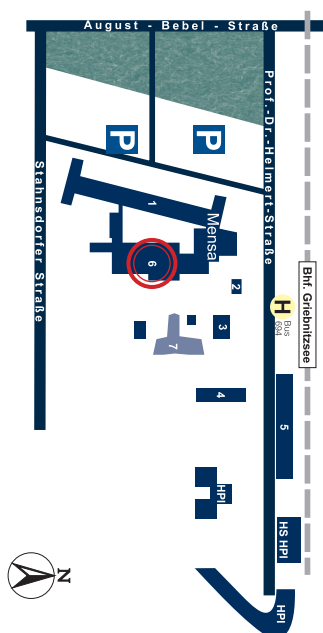 August - Bebel - Straße
Prof.-Dr.-Helmert-Straße
Stahnsdorfer Straße
Bhf. Griebnitzsee
P
P
1
Mensa
6
2
H
Bus
694
3
7
4
5
HPI
HS HPI
HPI
N